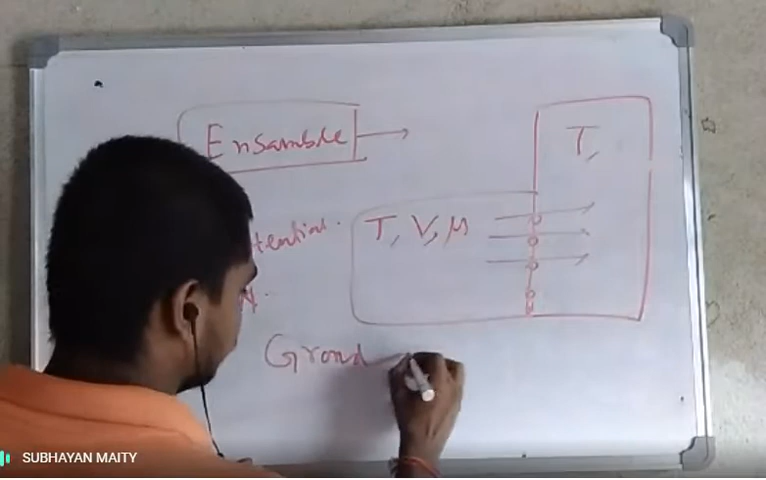 Ensamble
T,
tential.
T, V, μ
N.
Grand
SUBHAYAN MAITY